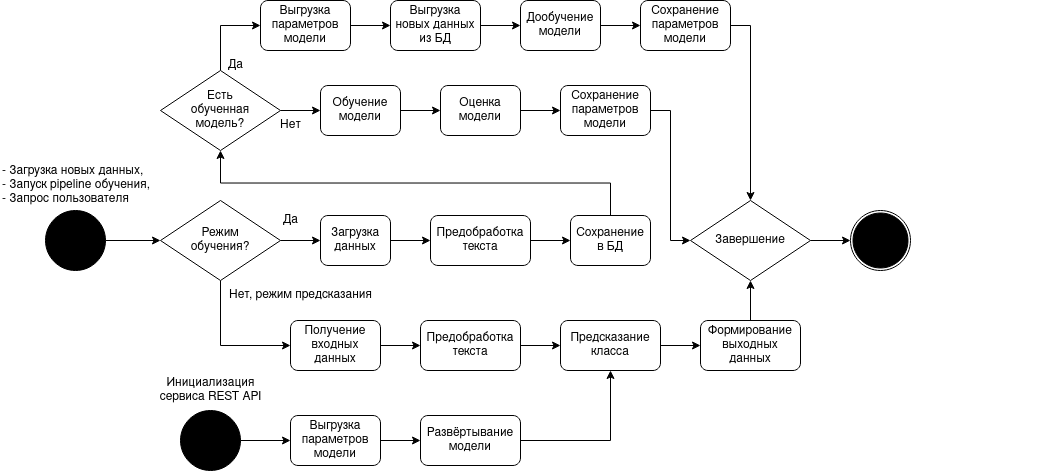 Выгрузка
параметров
модели
Выгрузка
новых данных
из БД
Дообучение
модели
Сохранение
параметров
модели
Да
Есть
обученная
модель?
Нет
Обучение
модели
Оценка
модели
Сохранение
параметров
модели
- Загрузка новых данных,
- Запуск pipeline обучения,
- Запрос пользователя
Режим
обучения?
Да
Загрузка
данных
Предобработка
текста
Сохранение
в БД
Завершение
Нет, режим предсказания
Получение
входных
данных
Предобработка
текста
Предсказание
класса
Формирование
выходных
данных
Инициализация
сервиса REST API
Выгрузка
параметров
модели
Развёртывание
модели